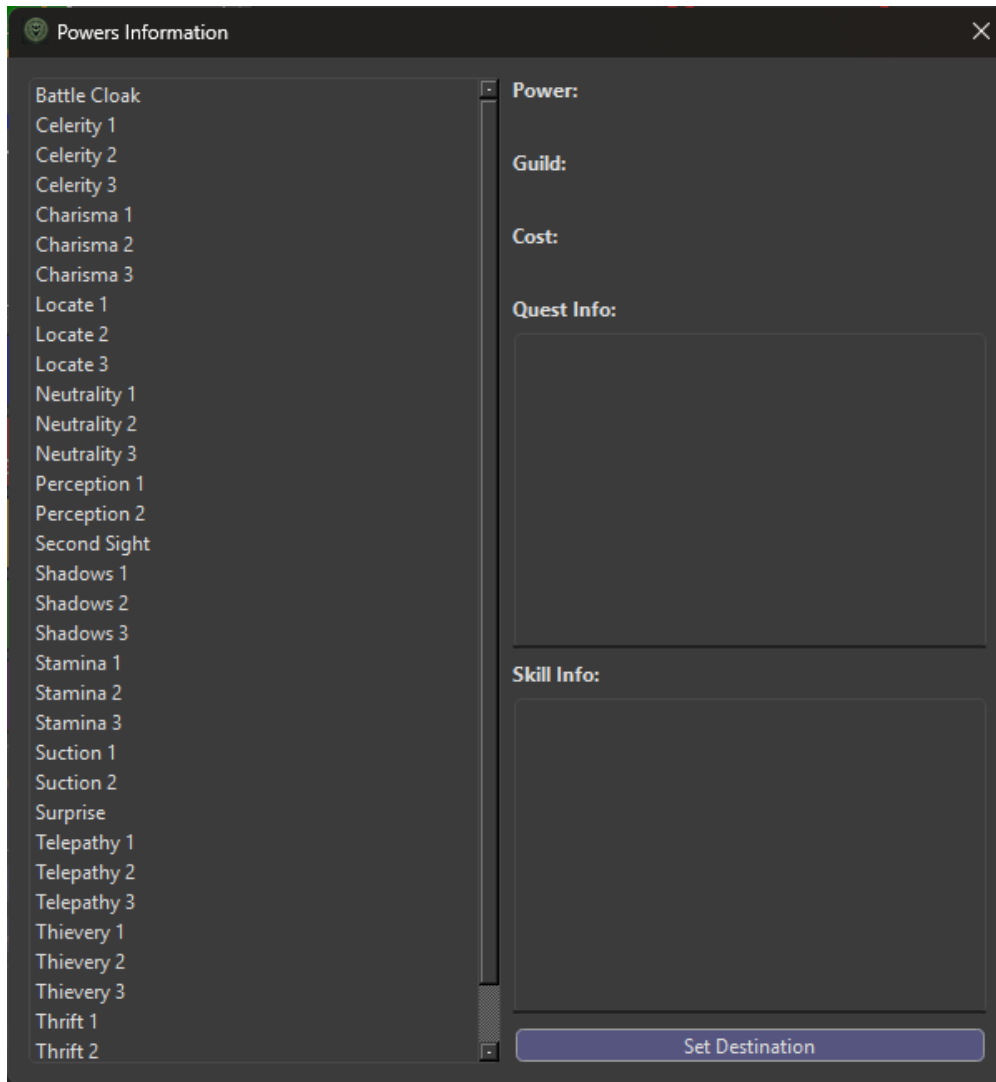 Powers Information
Battle Cloak
Celerity 1
Celerity 2
Celerity 3
Charisma 1
Charisma 2
Charisma 3
Locate 1
Locate 2
Locate 3
Neutrality 1
Neutrality 2
Neutrality 3
Perception 1
Perception 2
Second Sight
Shadows 1
Shadows 2
Shadows 3
Stamina 1
Stamina 2
Stamina 3
Suction 1
Suction 2
Surprise
Telepathy 1
Telepathy 2
Telepathy 3
Thievery 1
Thievery 2
Thievery 3
Thrift 1
Thrift 2
Power:
Guild:
Cost:
Quest Info:
Skill Info:
Set Destination